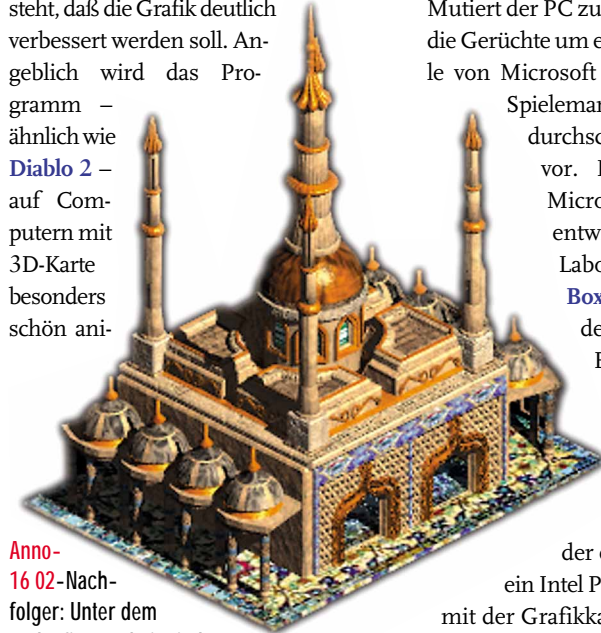 steht, daß die Grafik deutlich
verbessert werden soll. An-
geblich wird das Pro-
gramm –
ähnlich wie
Diablo 2 –
auf Com-
putern mit
3D-Karte
besonders
schön ani-
Anno-
16 02-Nach-
folger: Unter dem
Mutiert der PC zu
die Gerüchte um e
le von Microsoft
Spielemar
durchsc
vor.
Micro
entw
Labo
Box
de
der
ein Intel P
mit der Grafikka